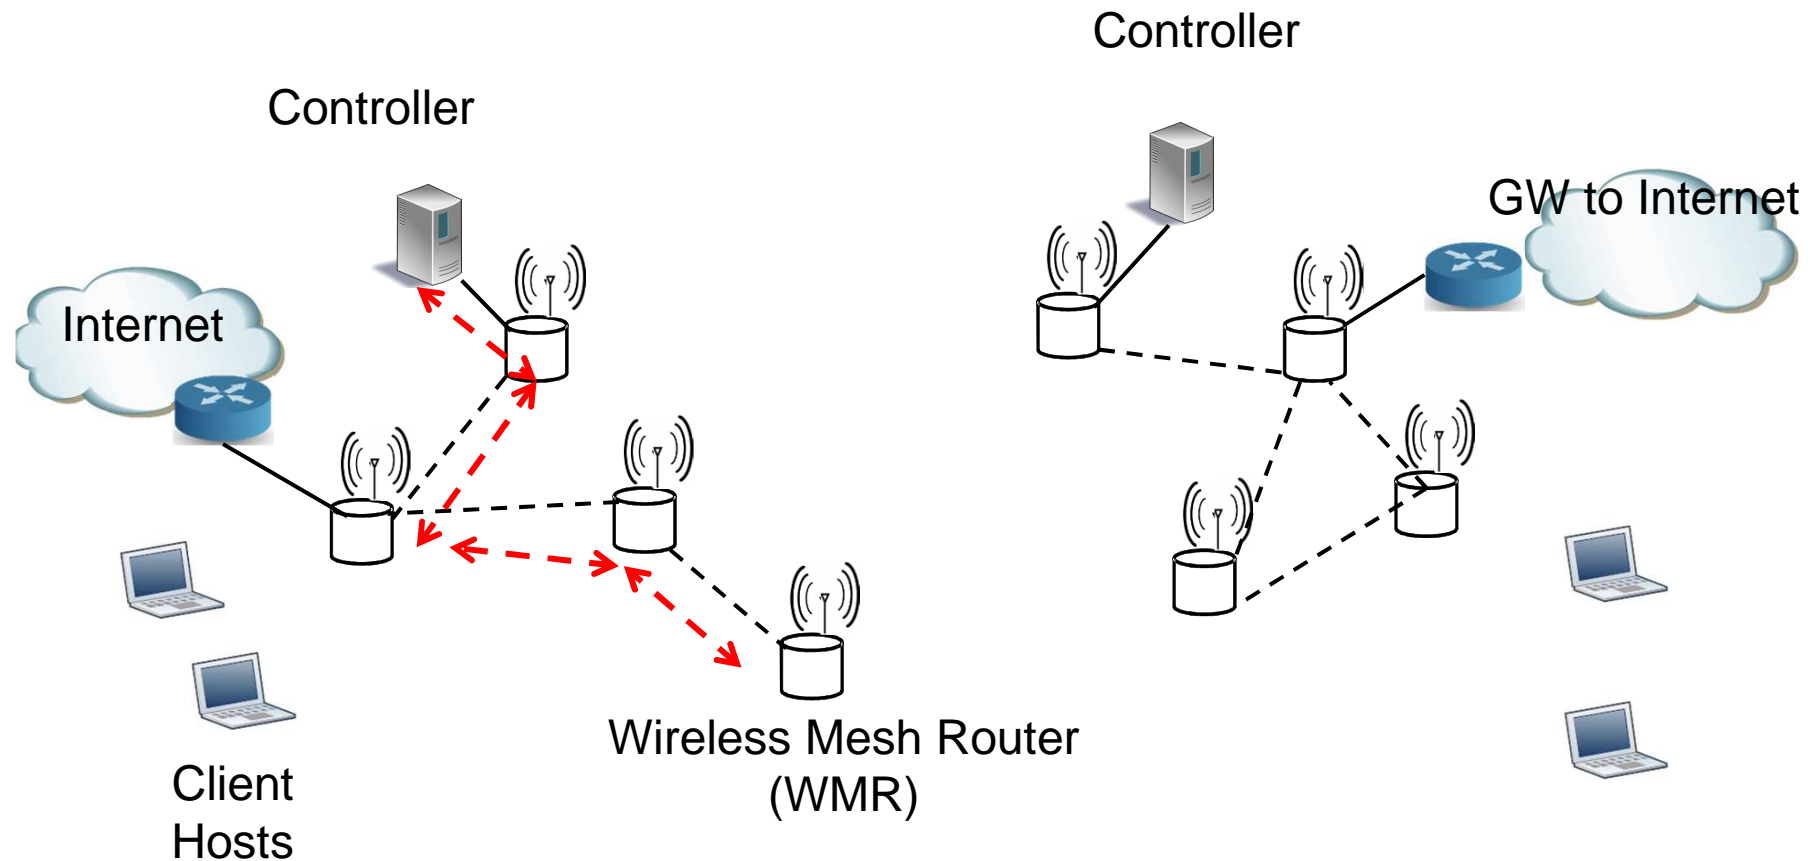 Controller
Controller
GW to Internet
Internet
Wireless Mesh Router
(WMR)
Client
Hosts